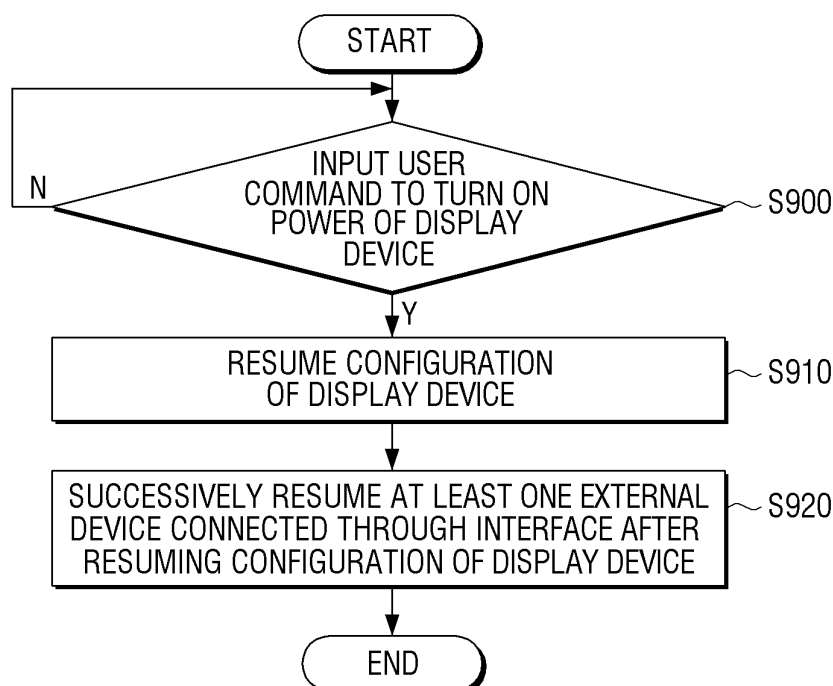 START
INPUT USER
COMMAND TO TURN ON
POWER OF DISPLAY
DEVICE
N
S900
Y
RESUME CONFIGURATION
OF DISPLAY DEVICE
S910
SUCCESSIVELY RESUME AT LEAST ONE EXTERNAL
DEVICE CONNECTED THROUGH INTERFACE AFTER
RESUMING CONFIGURATION OF DISPLAY DEVICE
S920
END